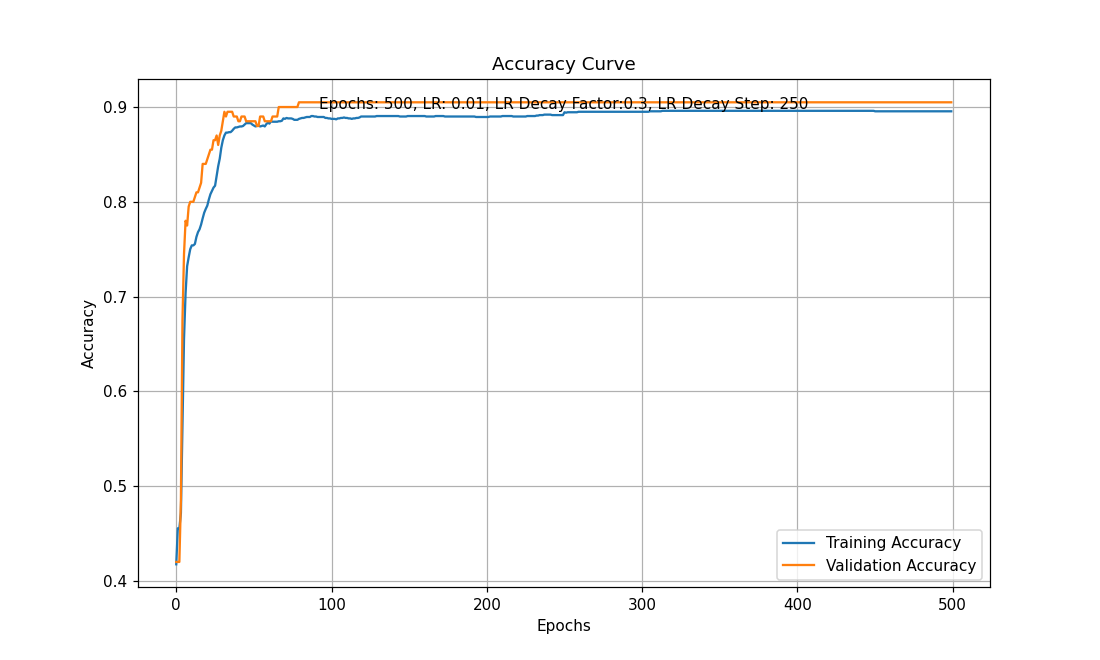 Accuracy Curve
Epochs: 500, LR: 0.01, LR Decay Factor:0.3, LR Decay Step: 250
0.9
0.8
0.7
0.6
0.5
0.4
Accuracy
Training Accuracy
Validation Accuracy
0 100 200 300 400 500
Epochs